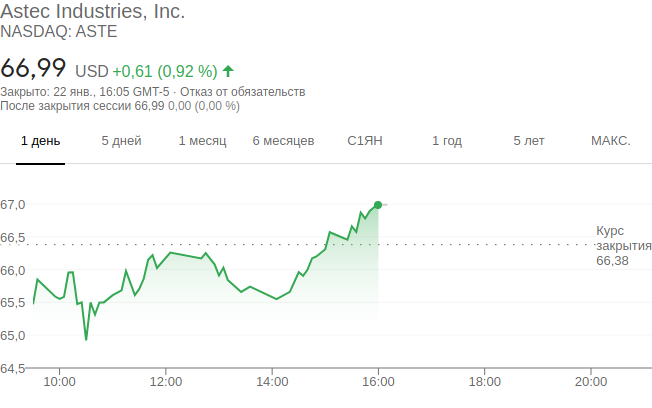 Astec Industries, Inc.
NASDAQ: ASTE
66,99 USD +0,61 (0,92 %)
Закрыто: 22 янв., 16:05 GMT-5 · Отказ от обязательств
После закрытия сессии 66,99 0,00 (0,00 %)
1 день 5 дней 1 месяц 6 месяцев С1ЯН 1 год 5 лет МАКС.
67,0
66,5
66,0
65,5
65,0
64,5
Курс
закрытия
66,38
10:00 12:00 14:00 16:00 18:00 20:00